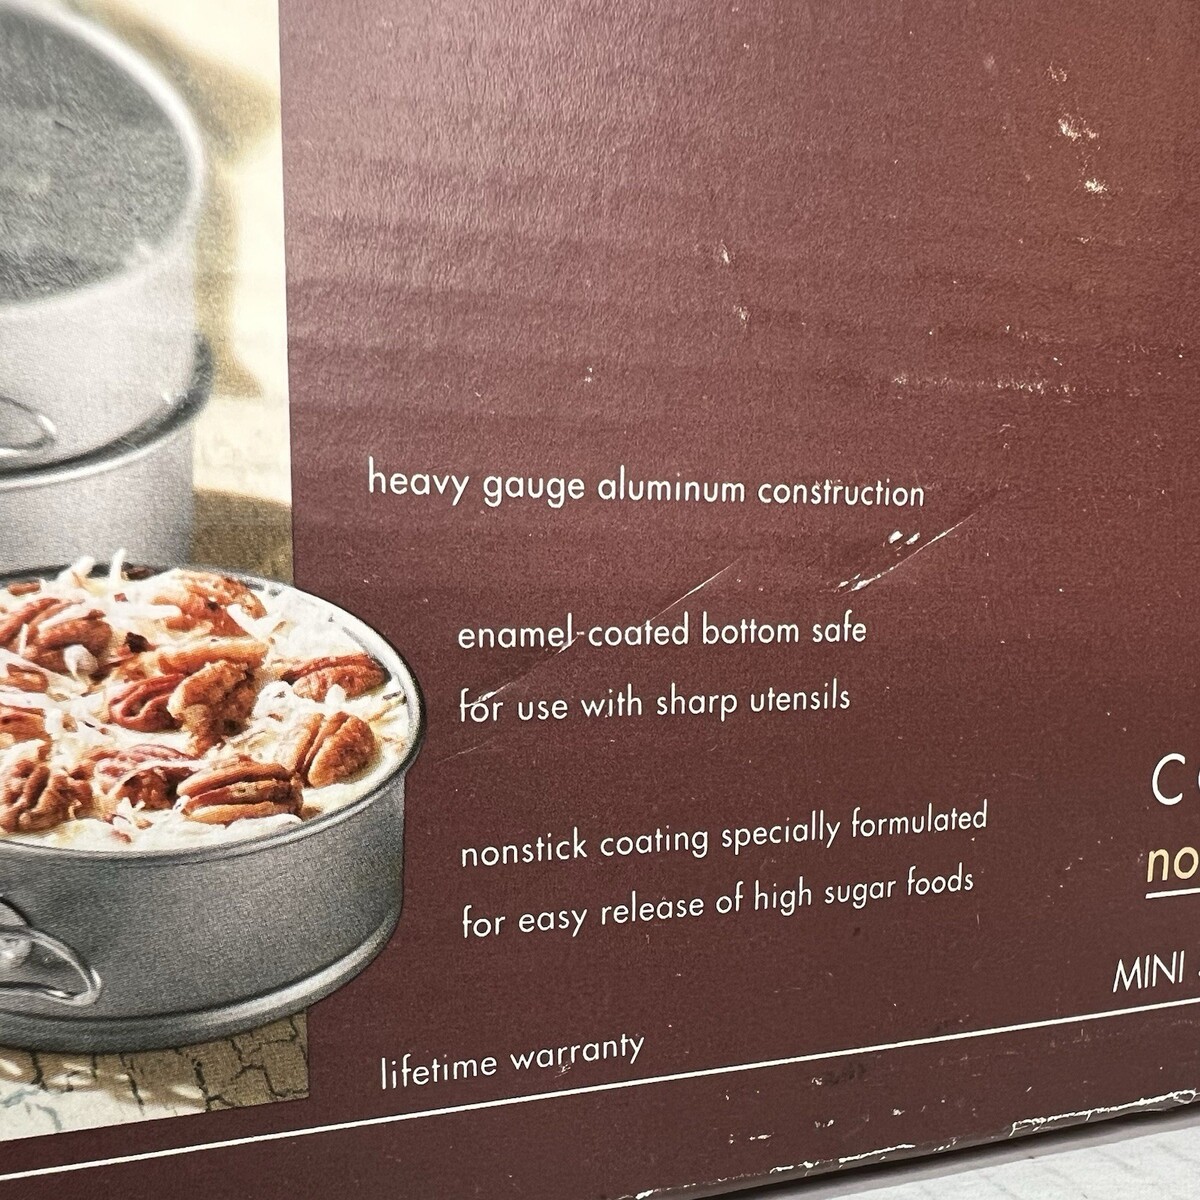 heavy gauge aluminum construction
enamel-coated bottom safe
for use with sharp utensils
nonstick coating specially formulated
for easy release of high sugar foods
lifetime warranty
MINI